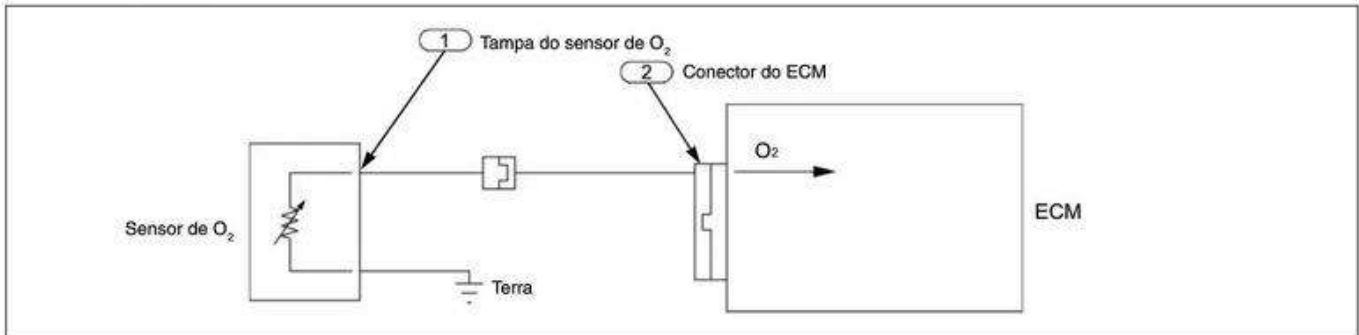 1 Tampa do sensor de O₂
2 Conector do ECM
O₂
ECM
Sensor de O₂
Terra